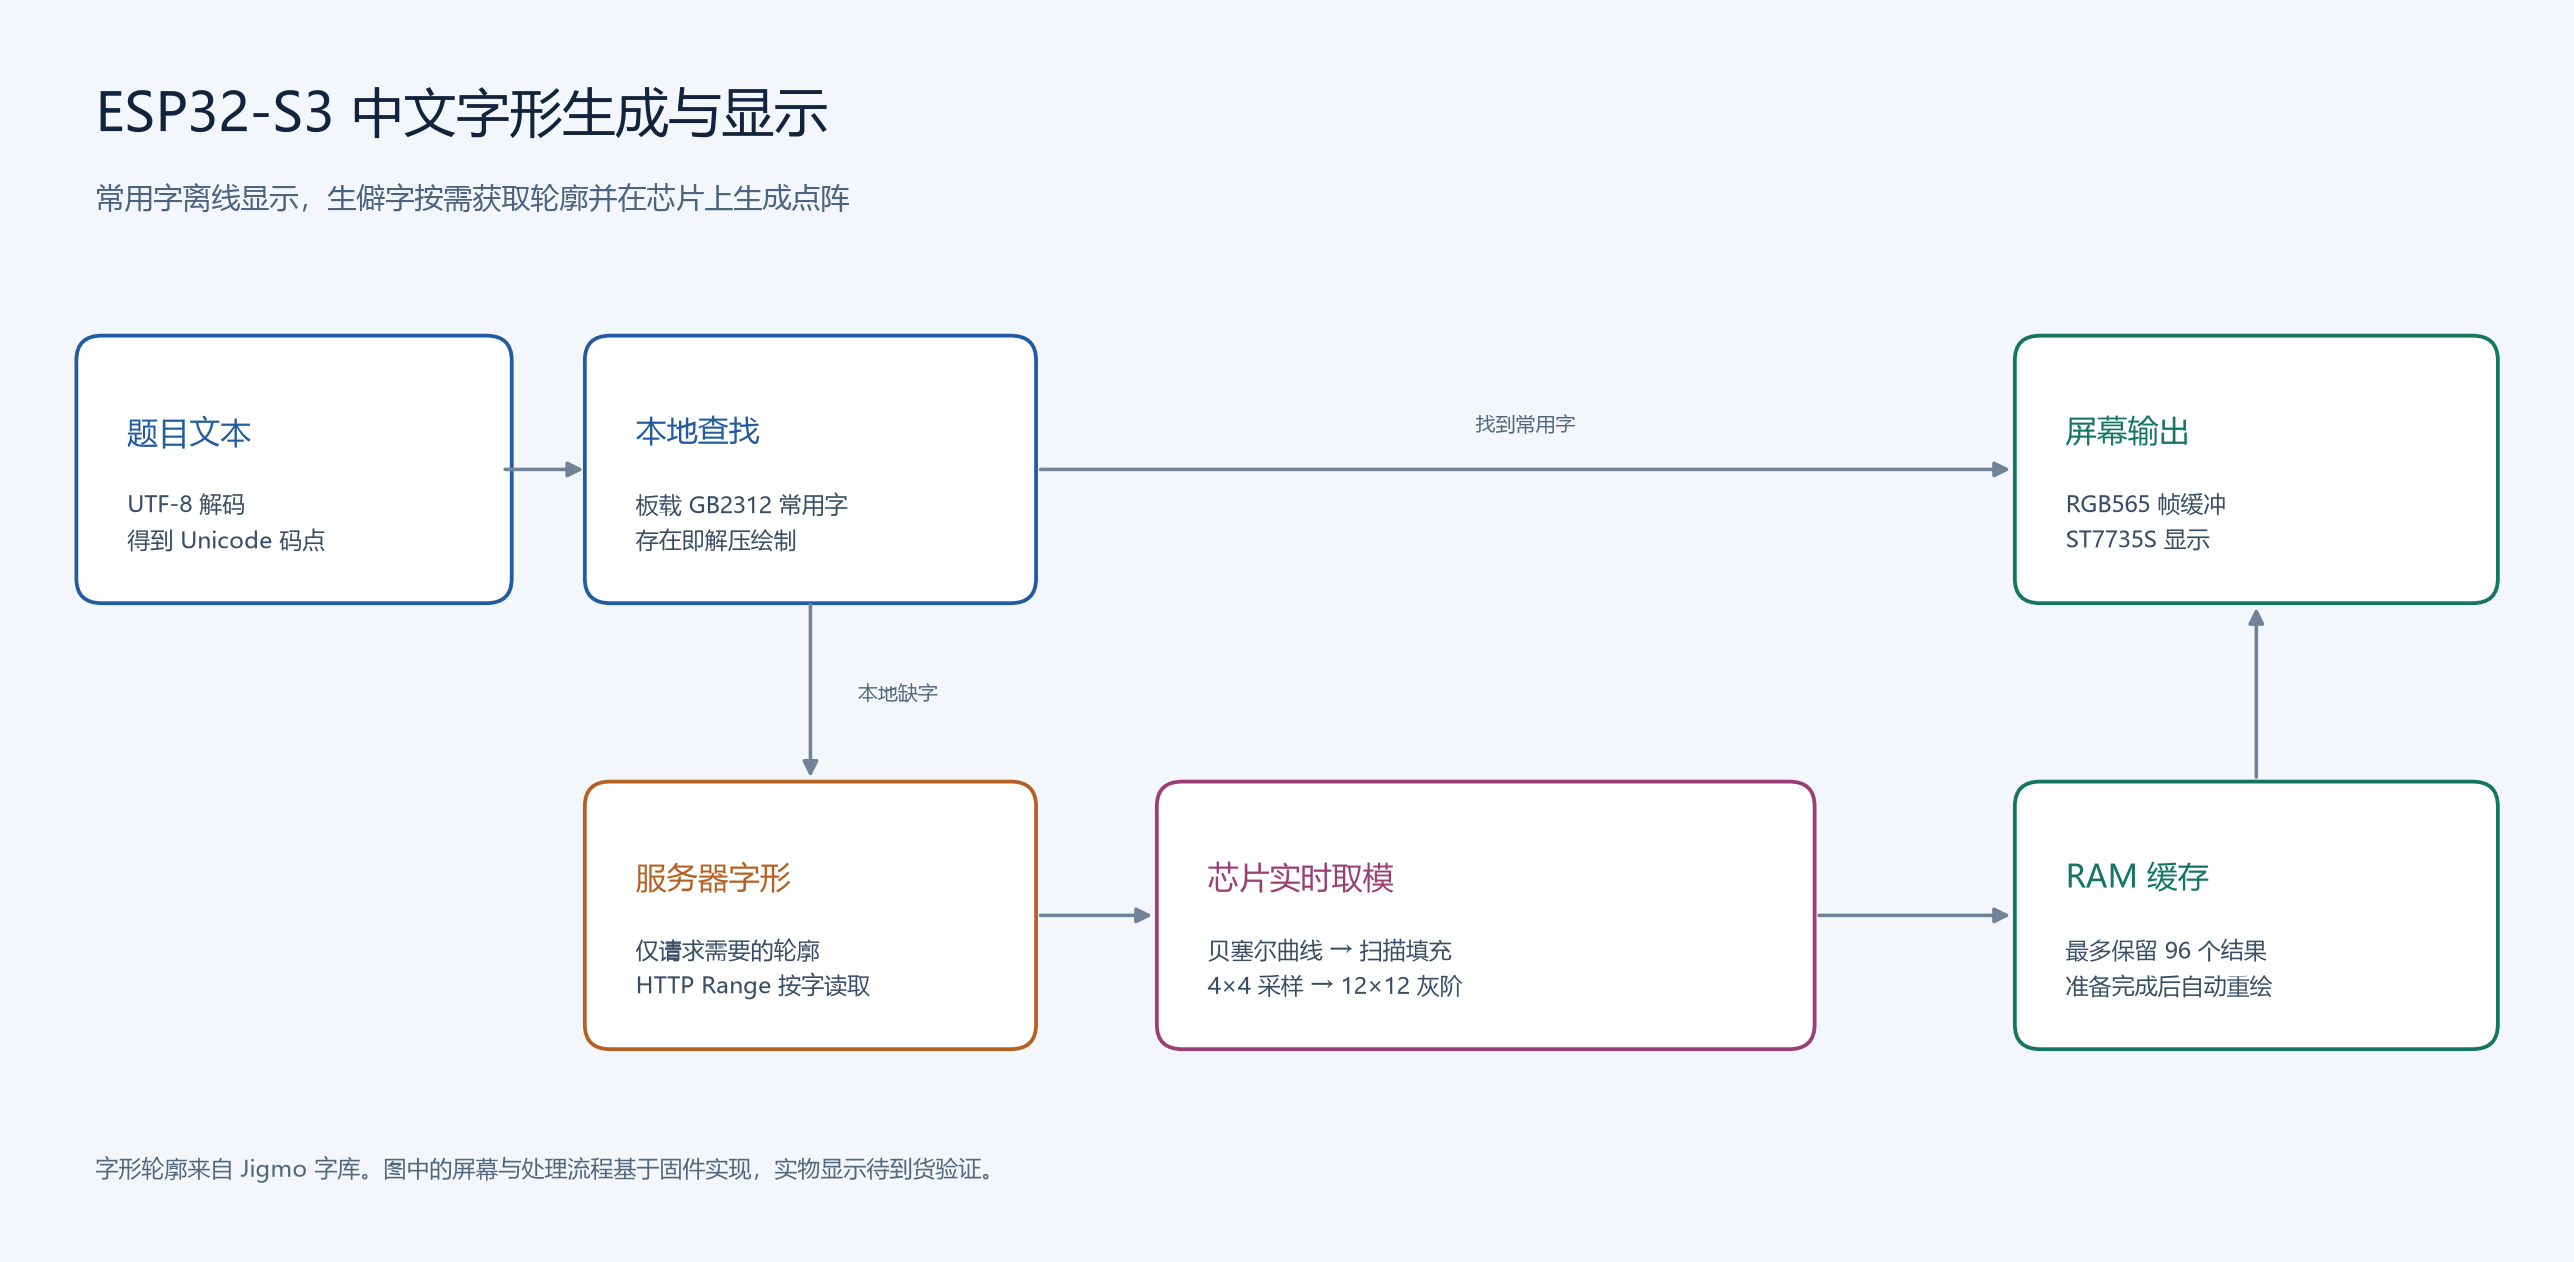 ESP32-S3 中文字形生成与显示
常用字离线显示，生僻字按需获取轮廓并在芯片上生成点阵
题目文本
UTF-8 解码
得到 Unicode 码点
本地查找
板载 GB2312 常用字
存在即解压绘制
找到常用字
屏幕输出
RGB565 帧缓冲
ST7735S 显示
本地缺字
服务器字形
仅请求需要的轮廓
HTTP Range 按字读取
芯片实时取模
贝塞尔曲线 → 扫描填充
4×4 采样 → 12×12 灰阶
RAM 缓存
最多保留 96 个结果
准备完成后自动重绘
字形轮廓来自 Jigmo 字库。图中的屏幕与处理流程基于固件实现，实物显示待到货验证。